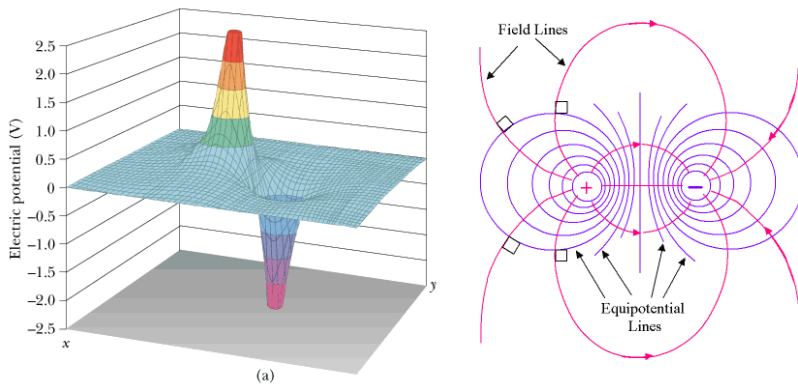 Electric potential (V)
2.5
2.0
1.5
1.0
0.5
0
−0.5
−1.0
−1.5
−2.0
−2.5
x
y
(a)
Field Lines
+
−
Equipotential
Lines